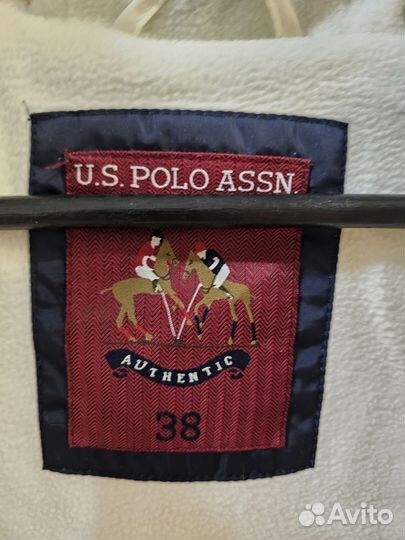 U.S. POLO ASSN.
AUTHENTIC
38
Avito